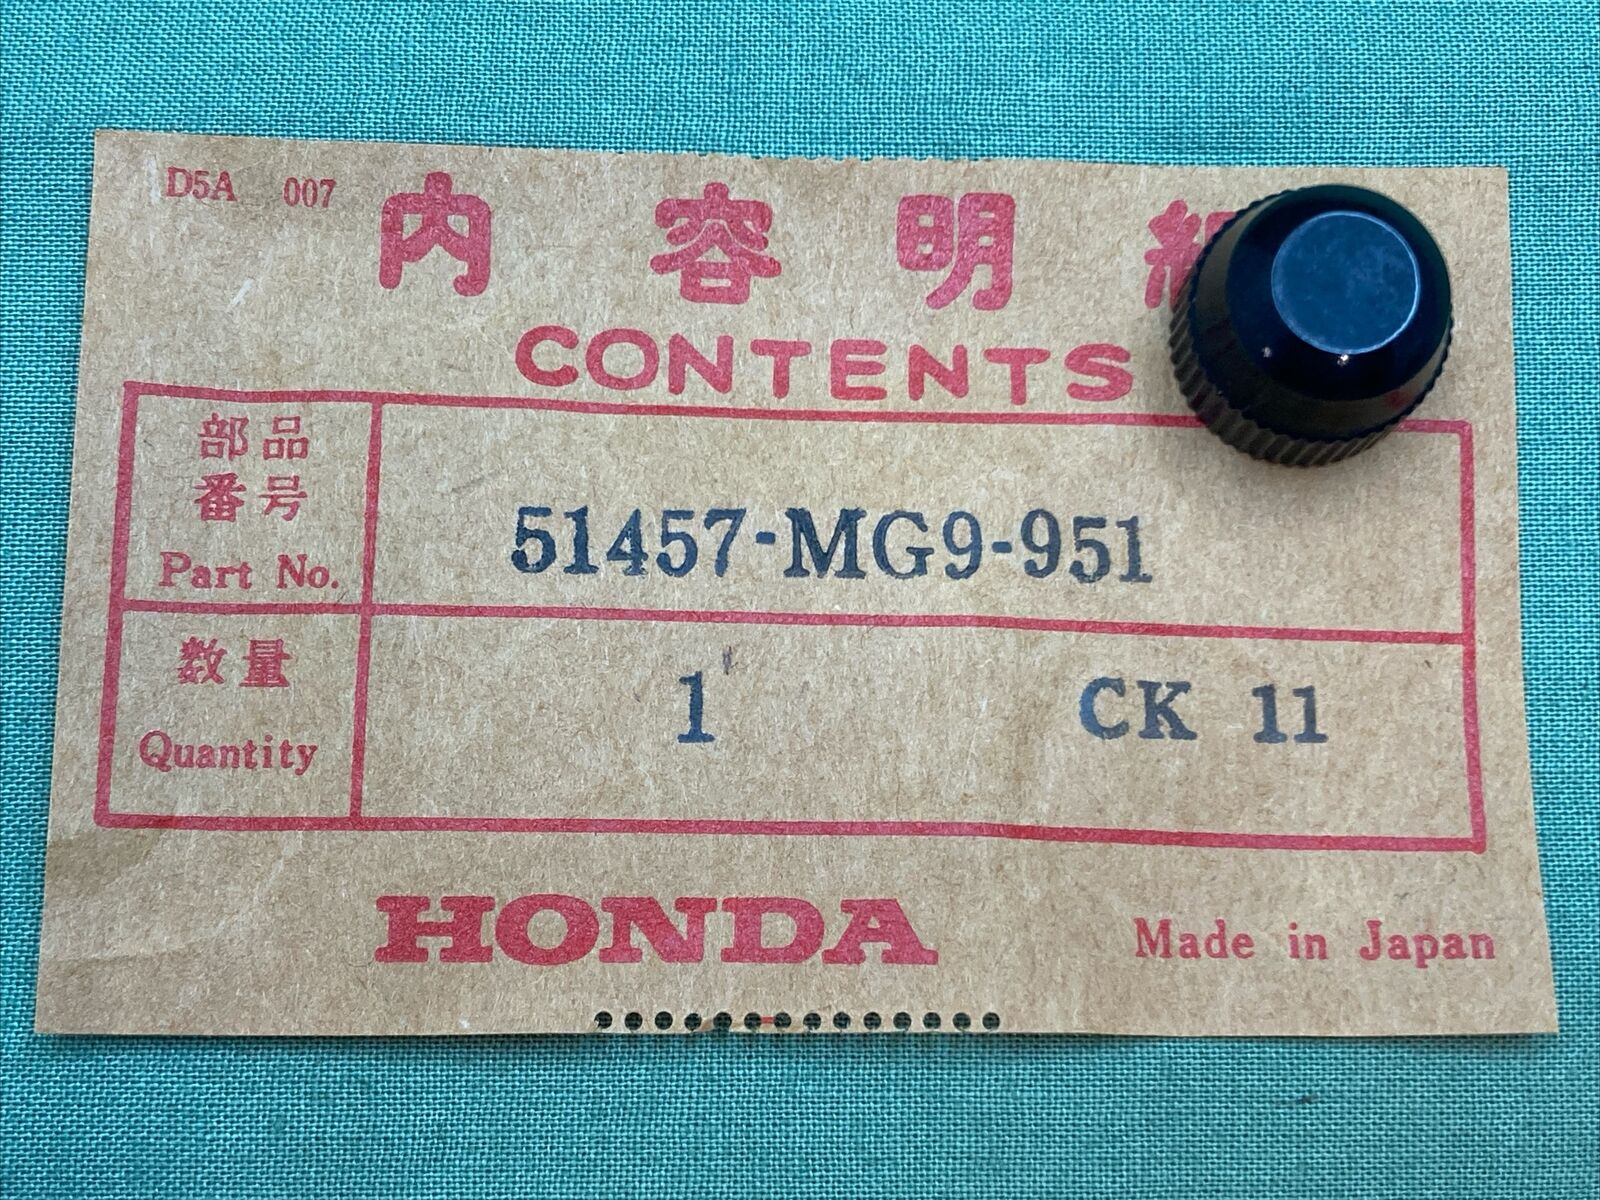 D5A 007
内容明
CONTENTS
部品
番号
Part No.
51457-MG9-951
数量
Quantity
1 CK 11
HONDA
Made in Japan